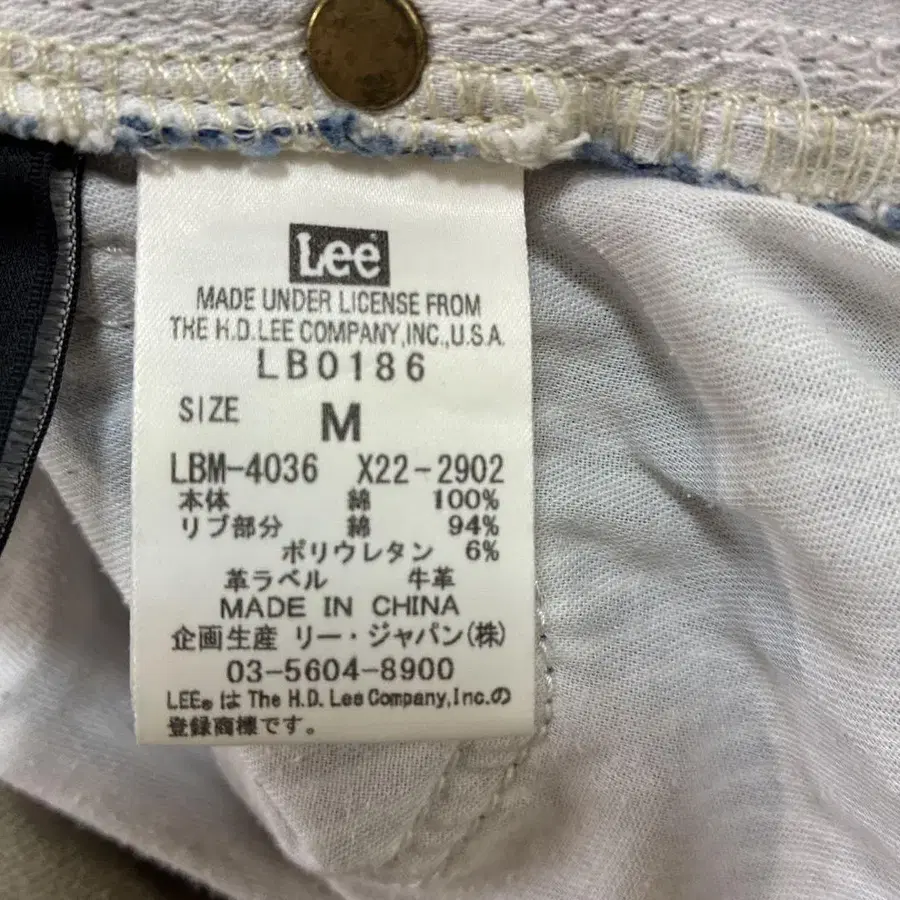 Lee
MADE UNDER LICENSE FROM
THE H.D.LEE COMPANY,INC.,U.S.A.
LB0186
SIZE M
LBM-4036 X22-2902
本体 綿 100%
リブ部分 綿 94%
ポリウレタン 6%
革ラベル 牛革
MADE IN CHINA
企画生産 リー・ジャパン(株)
03-5604-8900
LEE® は The H.D. Lee Company,Inc.の
登録商標です。